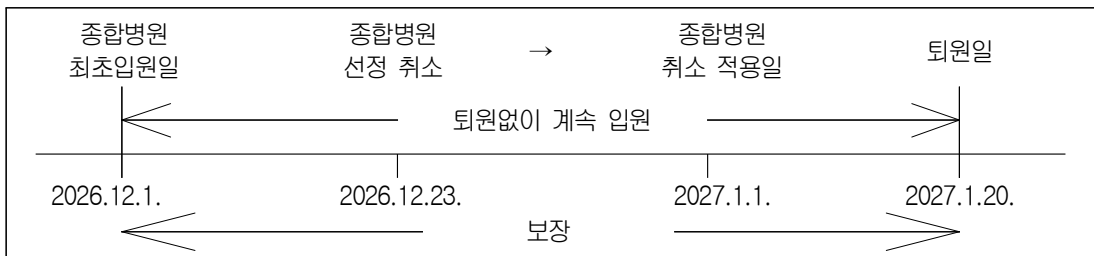 종합병원 종합병원 → 종합병원 퇴원일
최초입원일 선정 취소 취소 적용일
퇴원없이 계속 입원
2026.12.1. 2026.12.23. 2027.1.1. 2027.1.20.
보장